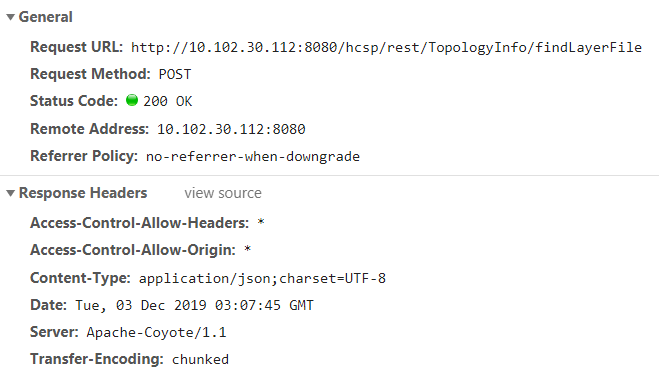 General
Request URL: http://10.102.30.112:8080/hcsp/rest/TopologyInfo/findLayerFile
Request Method: POST
Status Code: 200 OK
Remote Address: 10.102.30.112:8080
Referrer Policy: no-referrer-when-downgrade
Response Headers view source
Access-Control-Allow-Headers: *
Access-Control-Allow-Origin: *
Content-Type: application/json;charset=UTF-8
Date: Tue, 03 Dec 2019 03:07:45 GMT
Server: Apache-Coyote/1.1
Transfer-Encoding: chunked